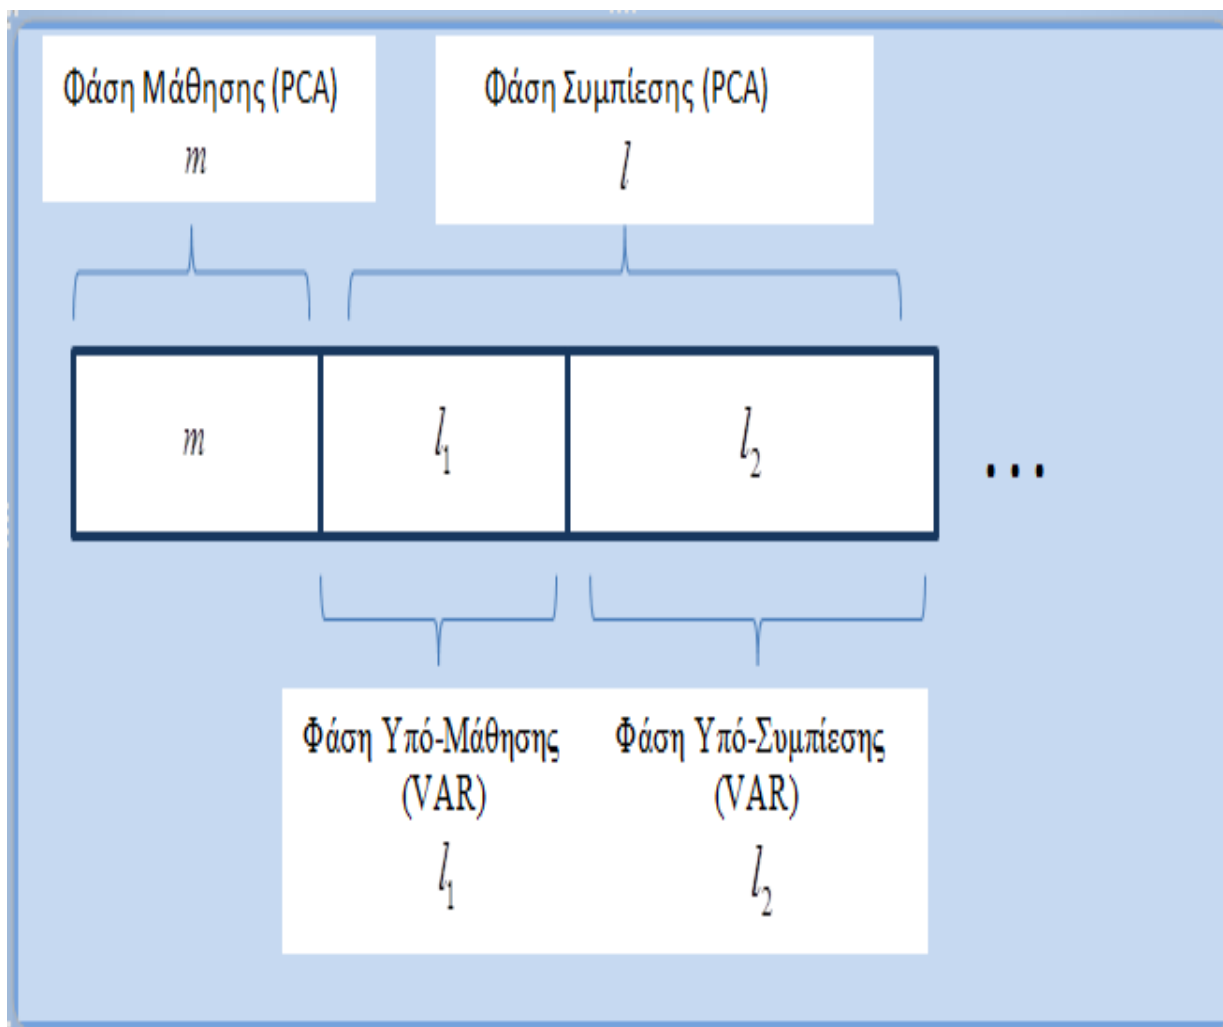 Φάση Μάθησης (PCA)
m
Φάση Συμπίεσης (PCA)
l
m
l₁
l₂
...
Φάση Υπό-Μάθησης
(VAR)
l₁
Φάση Υπό-Συμπίεσης
(VAR)
l₂